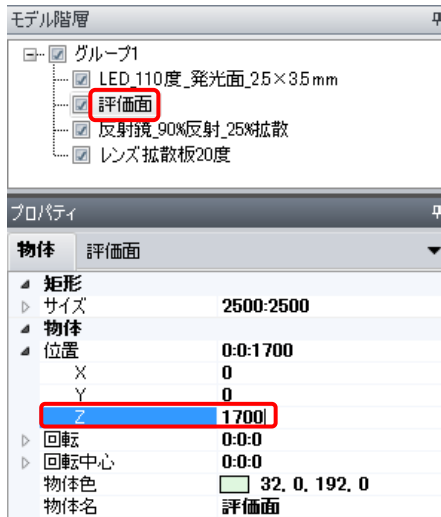 モデル階層
グループ1
LED_110度_発光面_2.5×3.5mm
評価面
反射鏡_90%反射_25%拡散
レンズ拡散板20度
プロパティ
物体 評価面
矩形
サイズ 2500:2500
物体
位置 0:0:1700
X 0
Y 0
Z 1700
回転 0:0:0
回転中心 0:0:0
物体色 32, 0, 192, 0
物体名 評価面